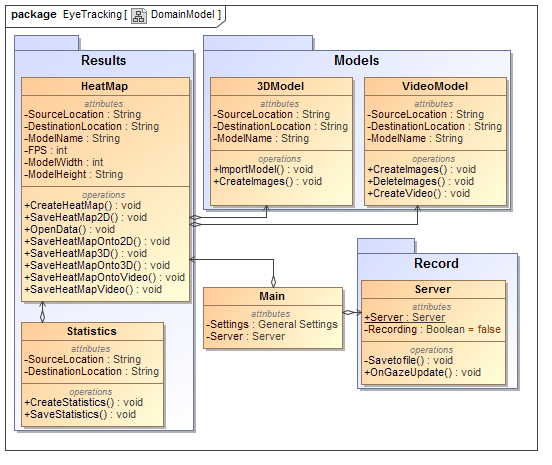 package EyeTracking[ DomainModel]
Results
HeatMap
attributes
-SourceLocation : String
-DestinationLocation : String
-ModelName : String
-FPS : int
-ModelWidth : int
-ModelHeight : String
operations
+CreateHeatMap() : void
+SaveHeatMap2D() : void
+OpenData() : void
+SaveHeatMapOnto2D() : void
+SaveHeatMap3D() : void
+SaveHeatMapOnto3D() : void
+SaveHeatMapOntoVideo() : void
+SaveHeatMapVideo() : void
Statistics
attributes
-SourceLocation : String
-DestinationLocation : String
operations
+CreateStatistics() : void
+SaveStatistics() : void
Models
3DModel
attributes
-SourceLocation : String
-DestinationLocation : String
-ModelName : String
operations
+ImportModel() : void
+CreateImages() : void
VideoModel
attributes
-SourceLocation : String
-DestinationLocation : String
-ModelName : String
operations
+CreateImages() : void
+DeleteImages() : void
+CreateVideo() : void
Main
attributes
-Settings : General Settings
-Server : Server
Record
Server
attributes
+Server : Server
-Recording : Boolean = false
operations
-Savetofile() : void
+OnGazeUpdate() : void